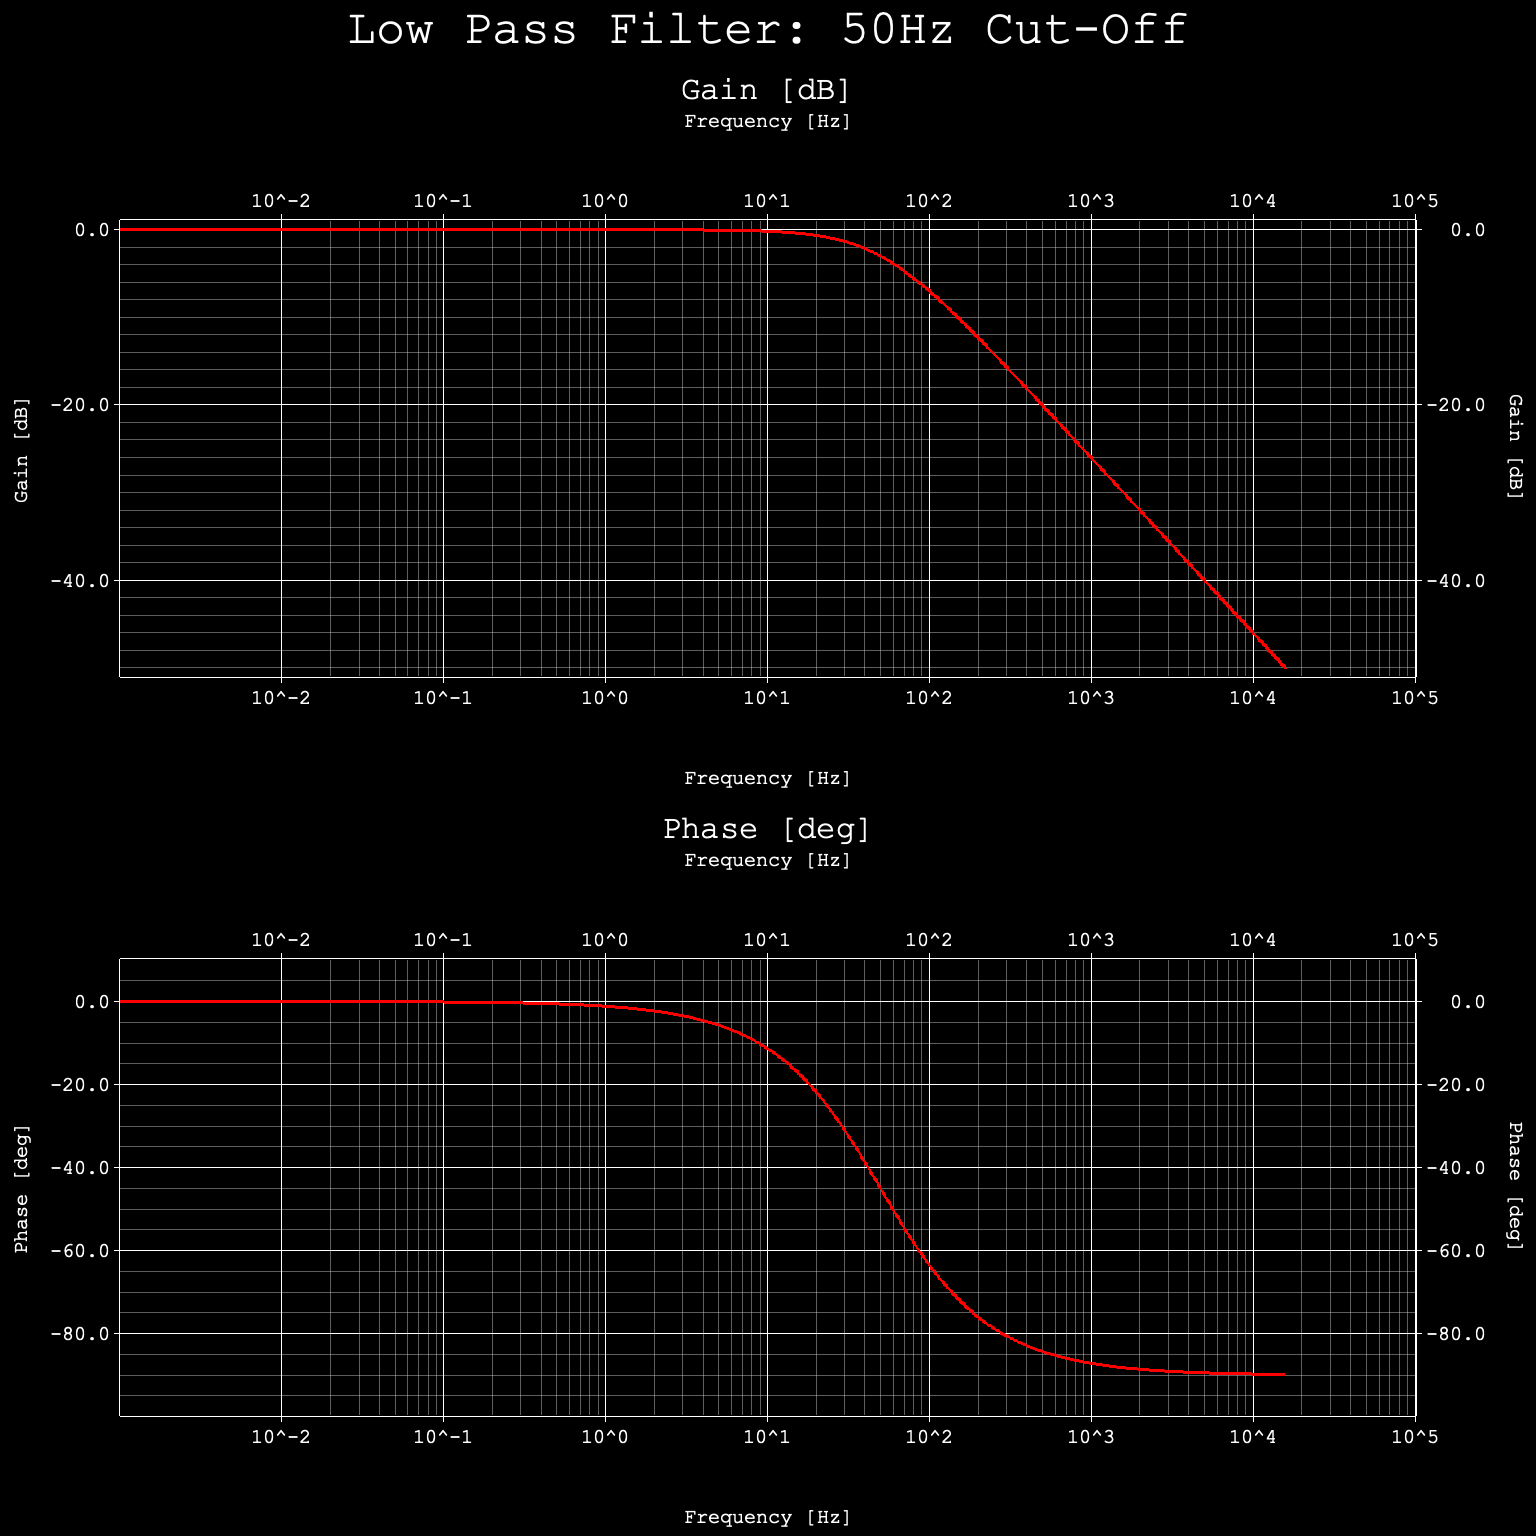 Low Pass Filter: 50Hz Cut-Off
Gain [dB]
Frequency [Hz]
10^-2 10^-1 10^0 10^1 10^2 10^3 10^4 10^5
0.0 0.0
-20.0 -20.0
Gain [dB] Gain [dB]
-40.0 -40.0
10^-2 10^-1 10^0 10^1 10^2 10^3 10^4 10^5
Frequency [Hz]
Phase [deg]
Frequency [Hz]
10^-2 10^-1 10^0 10^1 10^2 10^3 10^4 10^5
0.0 0.0
-20.0 -20.0
-40.0 -40.0
Phase [deg] Phase [deg]
-60.0 -60.0
-80.0 -80.0
10^-2 10^-1 10^0 10^1 10^2 10^3 10^4 10^5
Frequency [Hz]